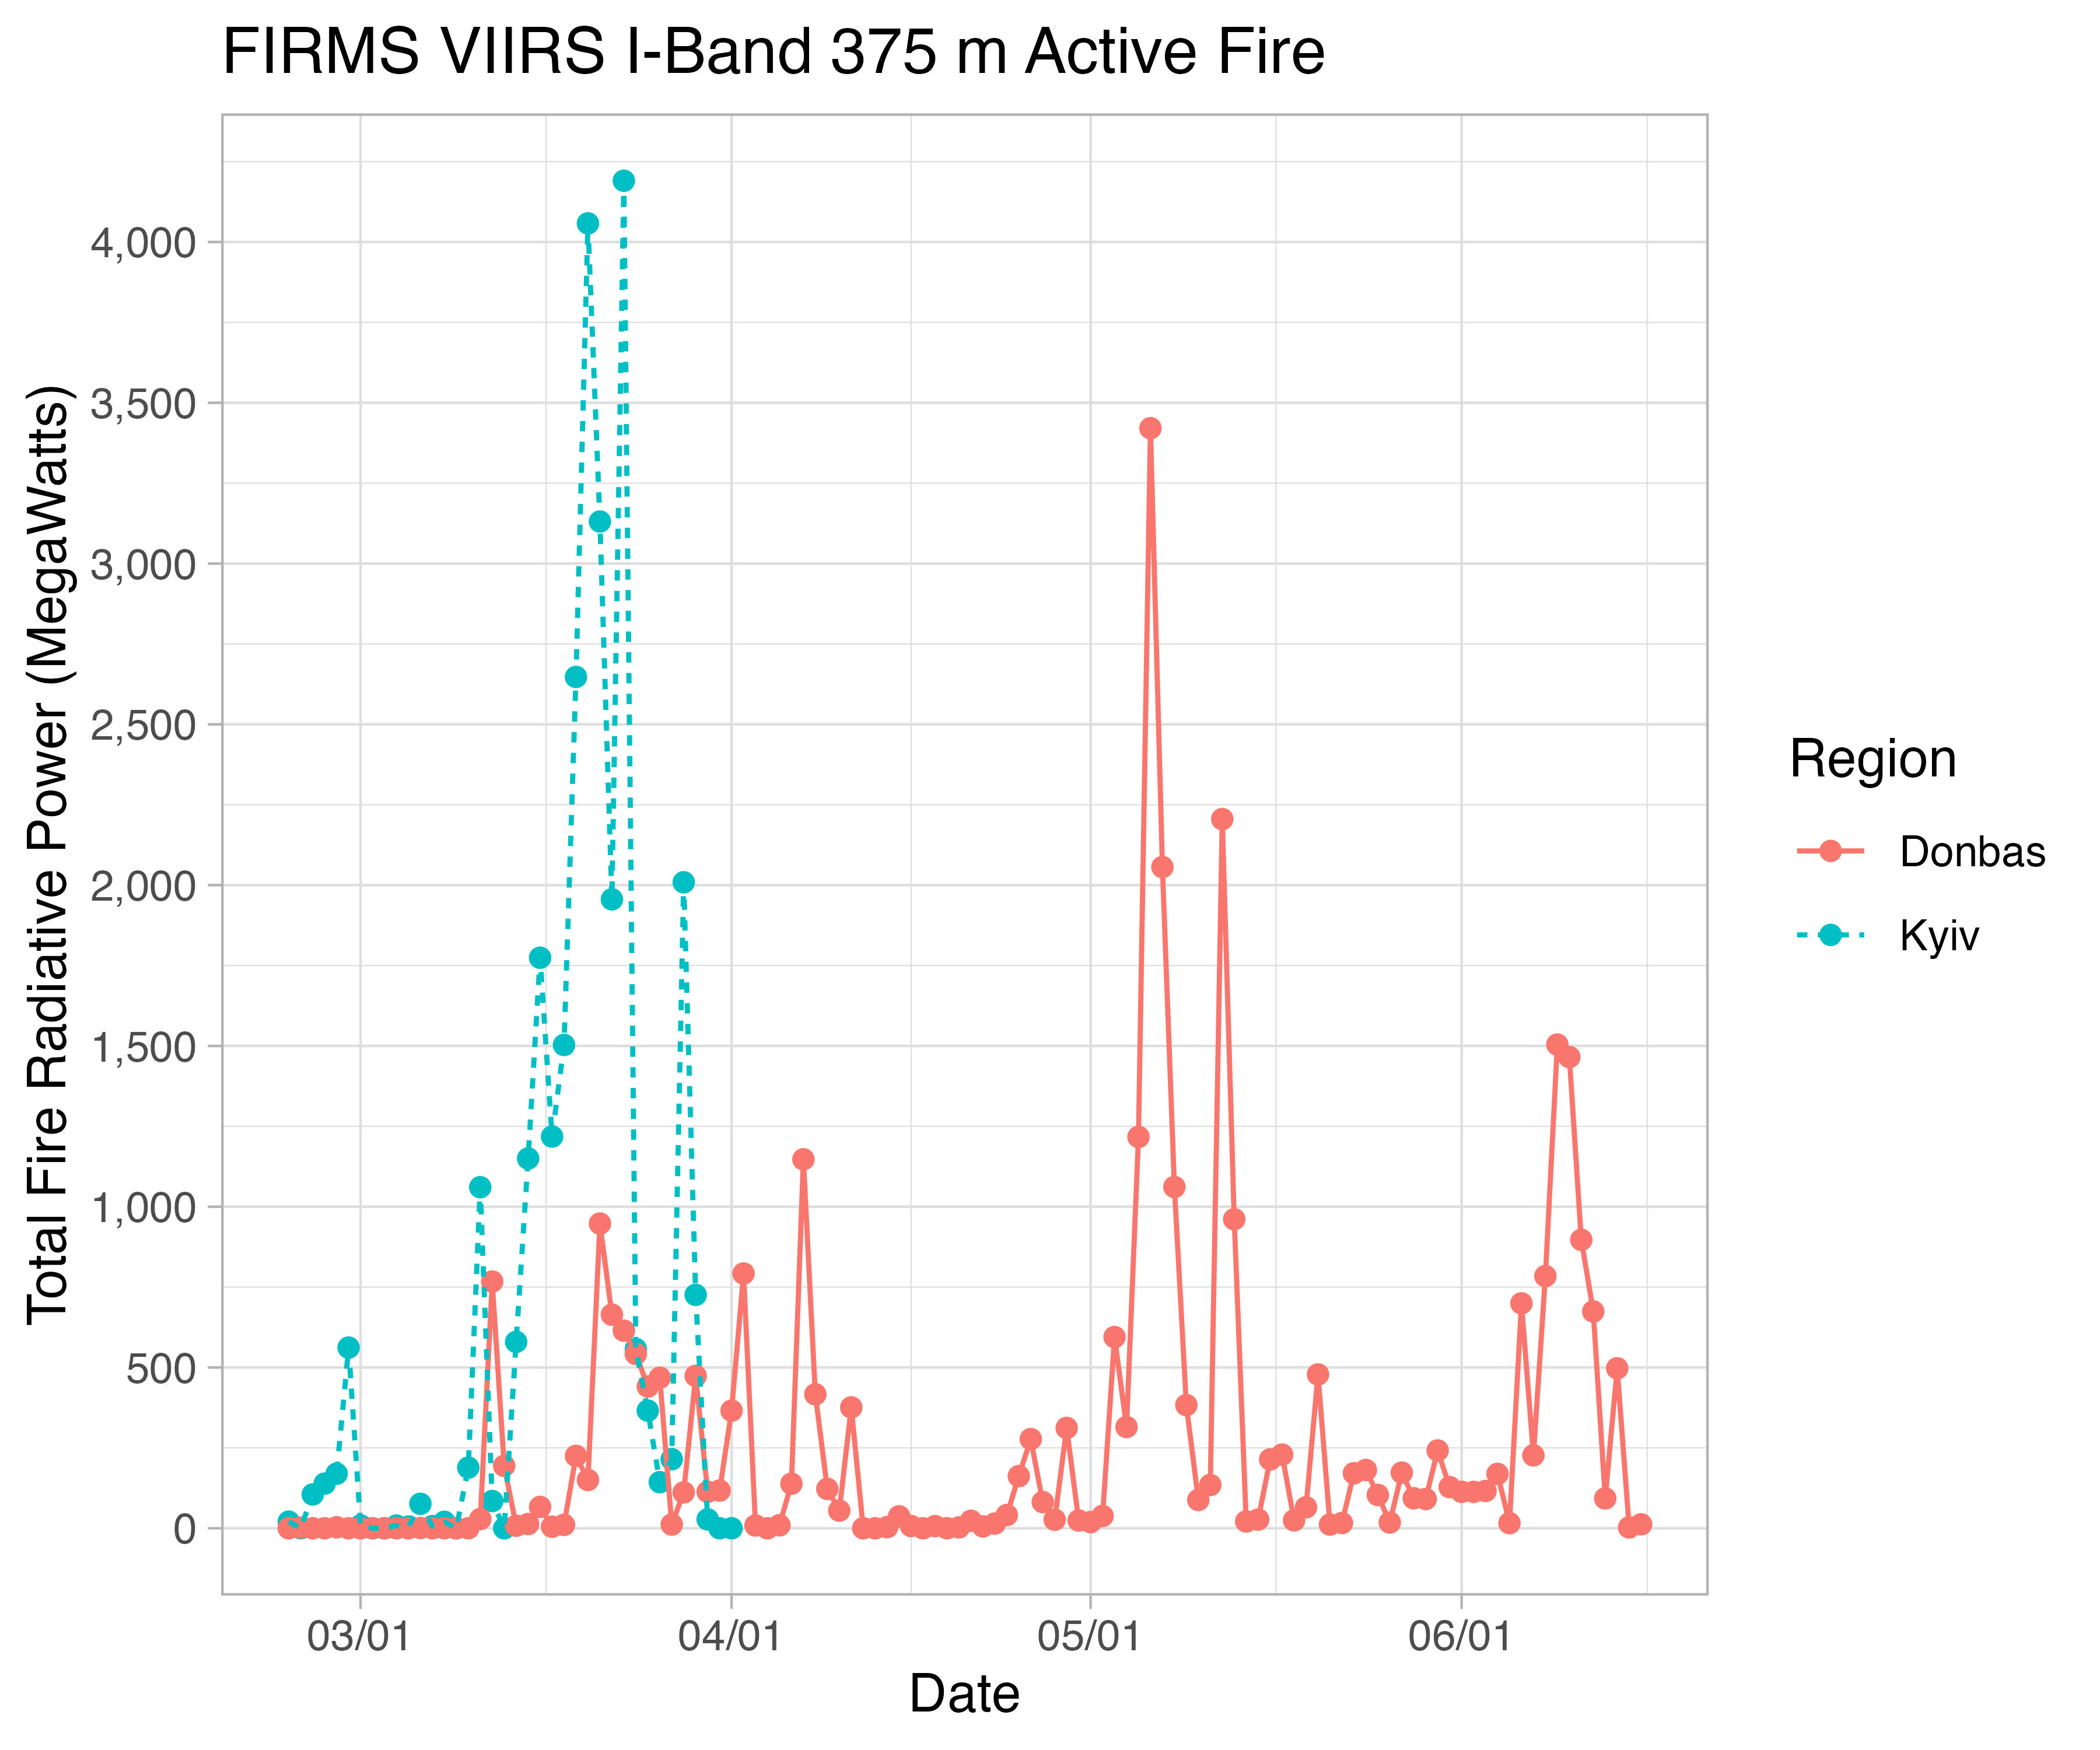 FIRMS VIIRS I-Band 375 m Active Fire
Total Fire Radiative Power (MegaWatts)
4,000
3,500
3,000
2,500
2,000
1,500
1,000
500
0
03/01
04/01
05/01
06/01
Date
Region
Donbas
Kyiv